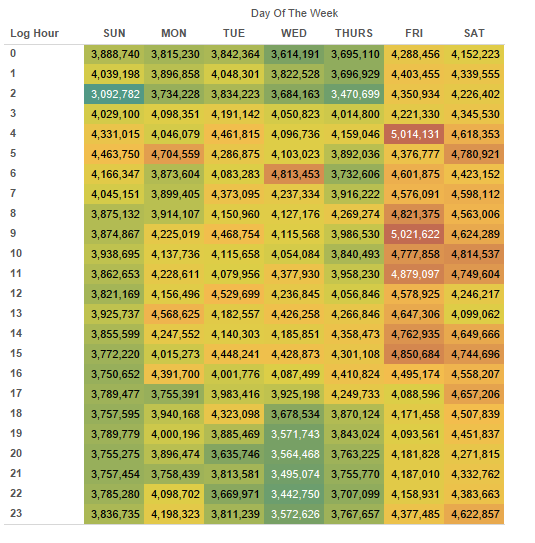 Day Of The Week
Log Hour SUN MON TUE WED THURS FRI SAT
0 3,888,740 3,815,230 3,842,364 3,614,191 3,695,110 4,288,456 4,152,223
1 4,039,198 3,896,858 4,048,301 3,822,528 3,696,929 4,403,455 4,339,555
2 3,092,782 3,734,228 3,834,223 3,684,163 3,470,699 4,350,934 4,226,402
3 4,029,100 4,098,351 4,191,142 4,050,823 4,014,800 4,221,330 4,345,530
4 4,331,015 4,046,079 4,461,815 4,096,736 4,159,046 5,014,131 4,618,353
5 4,463,750 4,704,559 4,286,875 4,103,023 3,892,036 4,376,777 4,780,921
6 4,166,347 3,873,604 4,083,283 4,813,453 3,732,606 4,601,875 4,423,152
7 4,045,151 3,899,405 4,373,095 4,237,334 3,916,222 4,576,091 4,598,112
8 3,875,132 3,914,107 4,150,960 4,127,176 4,269,274 4,821,375 4,563,006
9 3,874,867 4,225,019 4,468,754 4,115,568 3,986,530 5,021,622 4,624,289
10 3,938,695 4,137,736 4,115,658 4,054,084 3,840,493 4,777,858 4,814,537
11 3,862,653 4,228,611 4,079,956 4,377,930 3,958,230 4,879,097 4,749,604
12 3,821,169 4,156,496 4,529,699 4,236,845 4,056,846 4,578,925 4,246,217
13 3,925,737 4,568,625 4,182,557 4,426,258 4,266,846 4,647,306 4,099,062
14 3,855,599 4,247,552 4,140,303 4,185,851 4,358,473 4,762,935 4,649,666
15 3,772,220 4,015,273 4,448,241 4,428,873 4,301,108 4,850,684 4,744,696
16 3,750,652 4,391,700 4,001,776 4,087,499 4,410,824 4,495,174 4,558,207
17 3,789,477 3,755,391 3,983,416 3,925,198 4,249,733 4,088,596 4,657,206
18 3,757,595 3,940,168 4,323,098 3,678,534 3,870,124 4,171,458 4,507,839
19 3,789,779 4,000,196 3,885,469 3,571,743 3,843,024 4,093,561 4,451,837
20 3,755,275 3,896,474 3,635,746 3,564,468 3,763,225 4,181,828 4,271,815
21 3,757,454 3,758,439 3,813,581 3,495,074 3,755,770 4,187,010 4,332,762
22 3,785,280 4,098,702 3,669,971 3,442,750 3,707,099 4,158,931 4,383,663
23 3,836,735 4,198,323 3,811,239 3,572,626 3,767,657 4,377,485 4,622,857